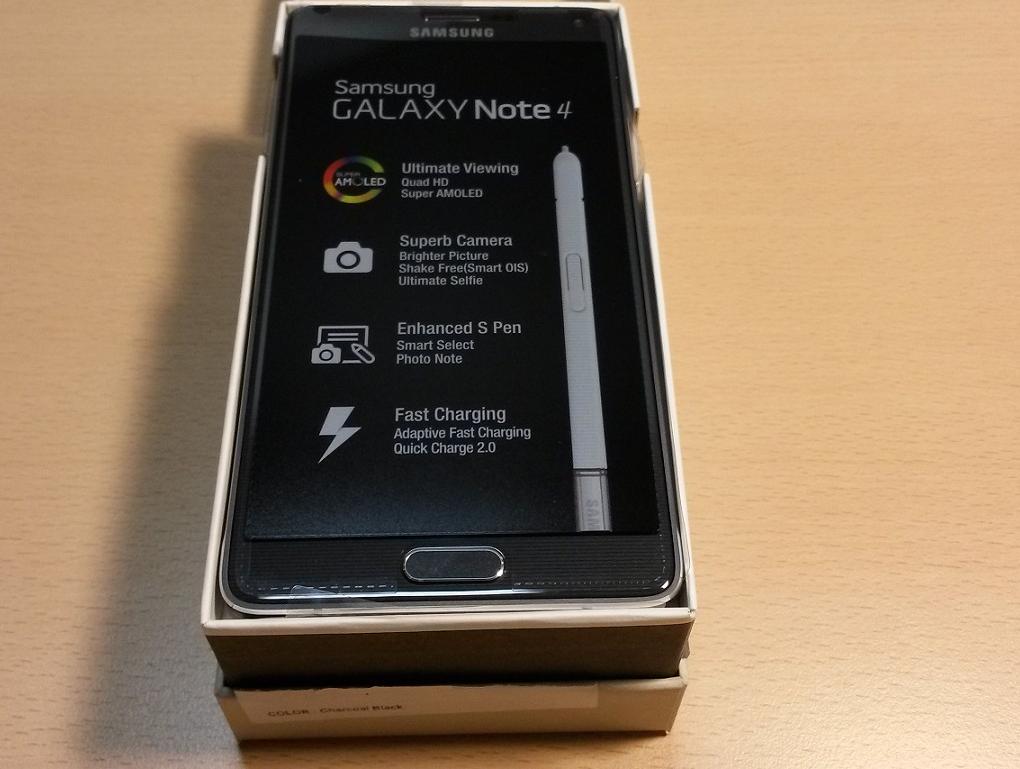 SAMSUNG
Samsung
GALAXY Note 4
SUPER
AMOLED
Ultimate Viewing
Quad HD
Super AMOLED
Superb Camera
Brighter Picture
Shake Free(Smart OIS)
Ultimate Selfie
Enhanced S Pen
Smart Select
Photo Note
Fast Charging
Adaptive Fast Charging
Quick Charge 2.0
SAM
COLOR : Charcoal Black